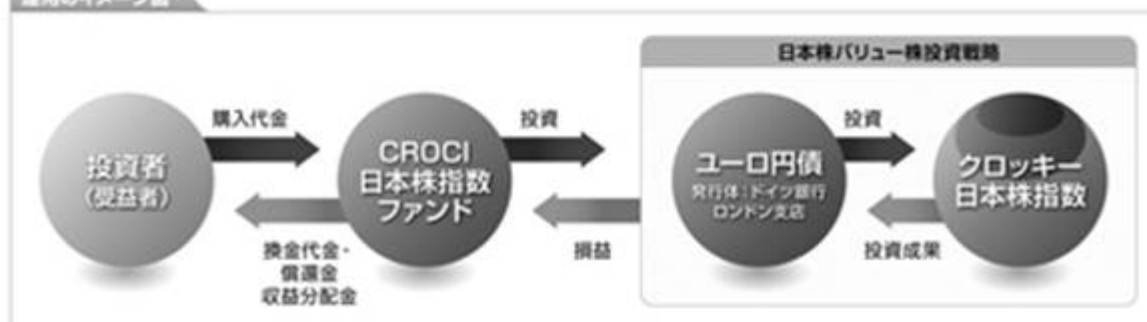 日本株バリュー株投資戦略
購入代金
投資
投資
投資者
(受益者)
CROCI
日本株指数
ファンド
ユーロ円債
発行体:ドイツ銀行
ロンドン支店
クロッキー
日本株指数
換金代金・
償還金
収益分配金
損益
投資成果